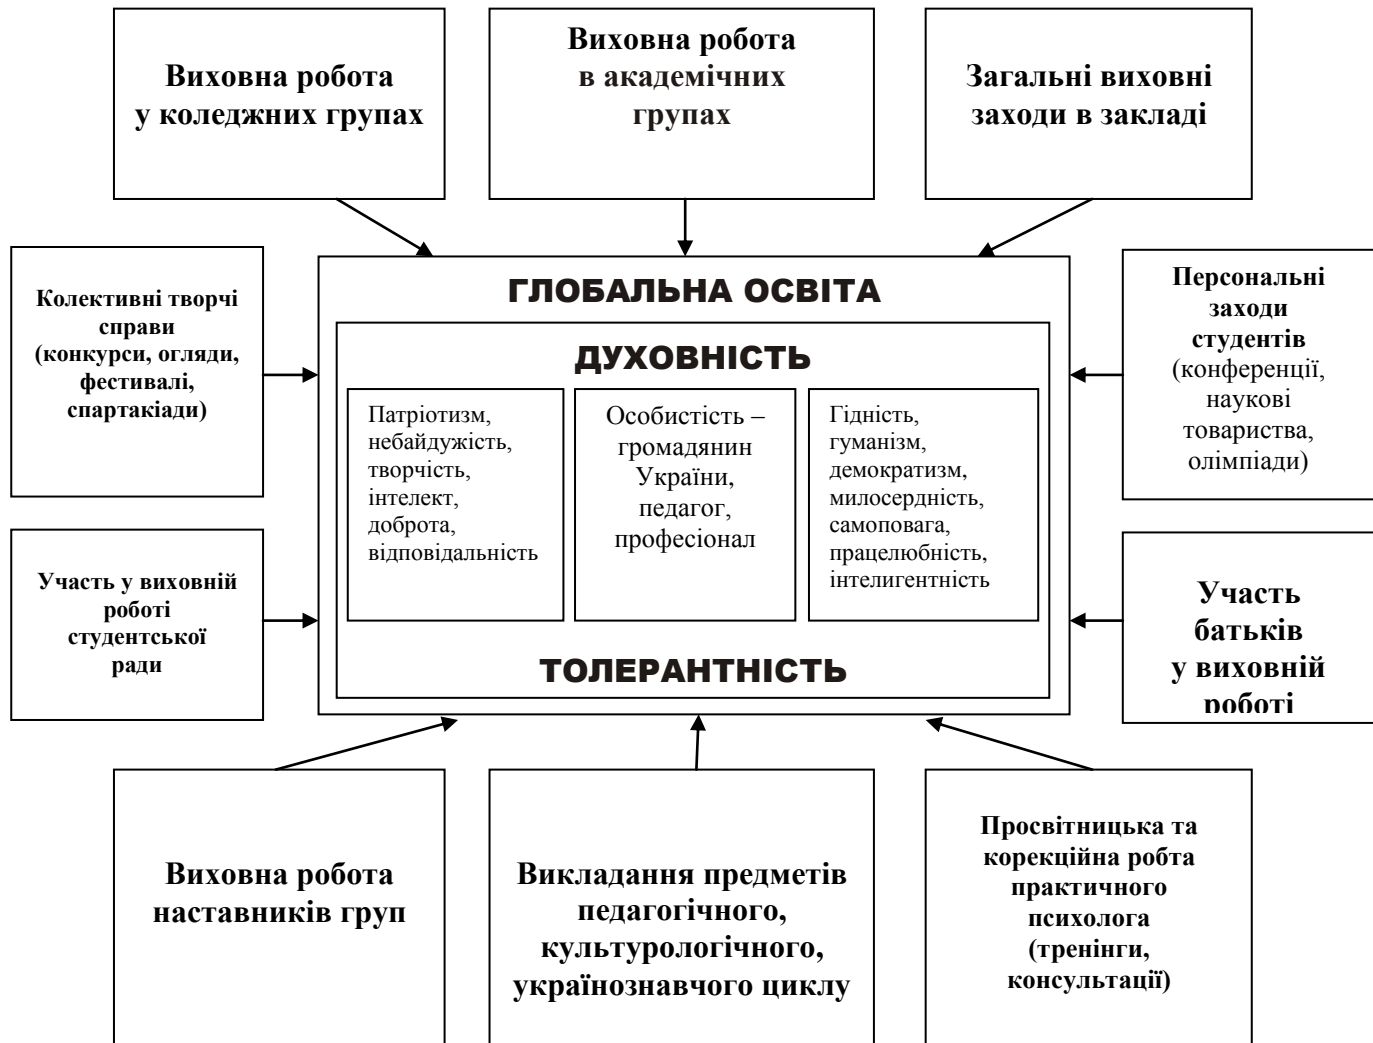 Виховна робота
у коледжних групах
Виховна робота
в академічних
групах
Загальні виховні
заходи в закладі
Колективні творчі
справи
(конкурси, огляди,
фестивалі,
спартакіади)
ГЛОБАЛЬНА ОСВІТА
ДУХОВНІСТЬ
Патріотизм,
небайдужість,
творчість,
інтелект,
доброта,
відповідальність
Особистість –
громадянин
України,
педагог,
професіонал
Гідність,
гуманізм,
демократизм,
милосердність,
самоповага,
працелюбність,
інтелигентність
ТОЛЕРАНТНІСТЬ
Персональні
заходи
студентів
(конференції,
наукові
товариства,
олімпіади)
Участь у виховній
роботі
студентської
ради
Участь
батьків
у виховній
роботі
Виховна робота
наставників груп
Викладання предметів
педагогічного,
культурологічного,
українознавчого циклу
Просвітницька та
корекційна робта
практичного
психолога
(тренінги,
консультації)